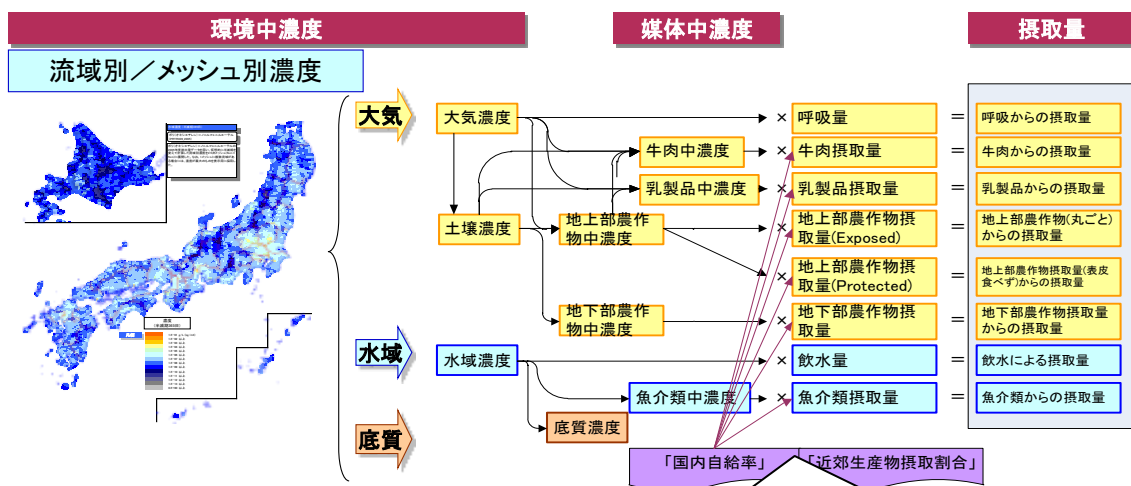 環境中濃度
媒体中濃度
摂取量
流域別／メッシュ別濃度
大気
大気濃度
×
呼吸量
=
呼吸からの摂取量
牛肉中濃度
×
牛肉摂取量
=
牛肉からの摂取量
乳製品中濃度
×
乳製品摂取量
=
乳製品からの摂取量
土壌濃度
地上部農作
物中濃度
×
地上部農作物摂
取量(Exposed)
=
地上部農作物(丸ごと)
からの摂取量
×
地上部農作物摂
取量(Protected)
=
地上部農作物摂取量(表皮
食べず)からの摂取量
地下部農作
物中濃度
×
地下部農作物摂
取量
=
地下部農作物摂取量
からの摂取量
水域
水域濃度
×
飲水量
=
飲水による摂取量
魚介類中濃度
×
魚介類摂取量
=
魚介類からの摂取量
底質
底質濃度
「国内自給率」
「近郊生産物摂取割合」